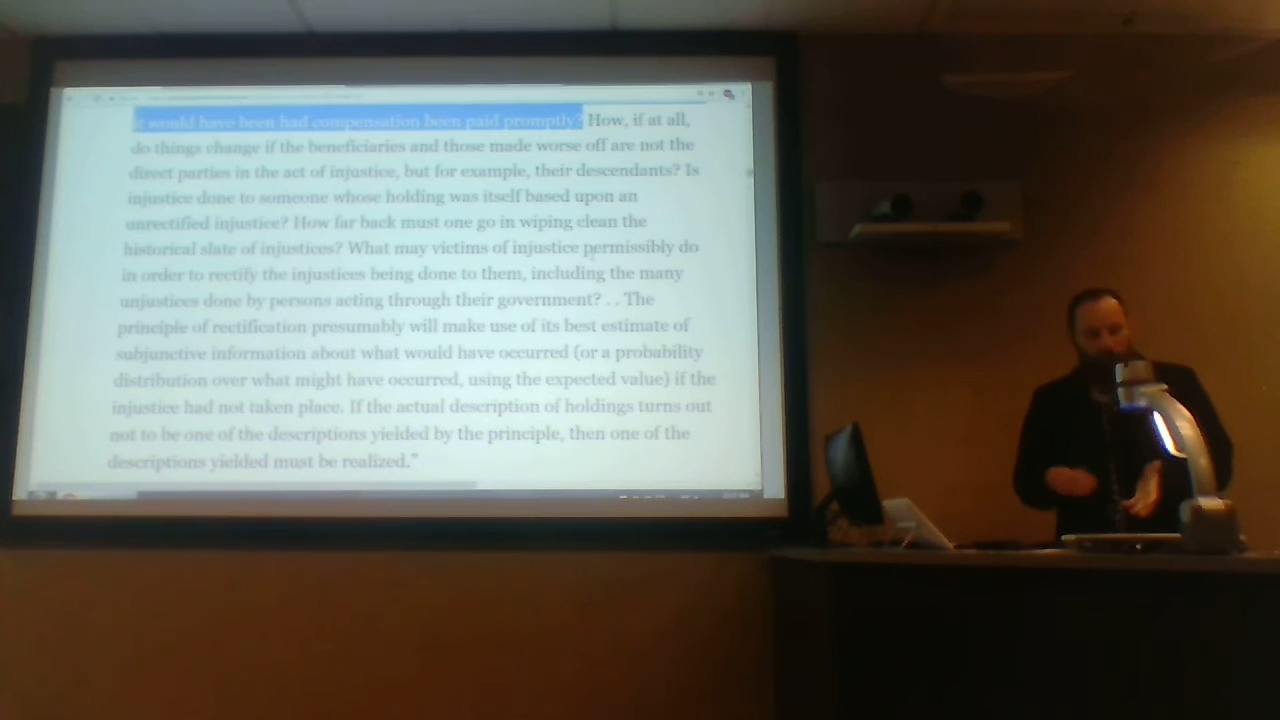 it would have been had compensation been paid promptly? How, if at all,
do things change if the beneficiaries and those made worse off are not the
direct parties in the act of injustice, but for example, their descendants? Is
injustice done to someone whose holding was itself based upon an
unrectified injustice? How far back must one go in wiping clean the
historical slate of injustices? What may victims of injustice permissibly do
in order to rectify the injustices being done to them, including the many
unjustices done by persons acting through their government? . . The
principle of rectification presumably will make use of its best estimate of
subjunctive information about what would have occurred (or a probability
distribution over what might have occurred, using the expected value) if the
injustice had not taken place. If the actual description of holdings turns out
not to be one of the descriptions yielded by the principle, then one of the
descriptions yielded must be realized."